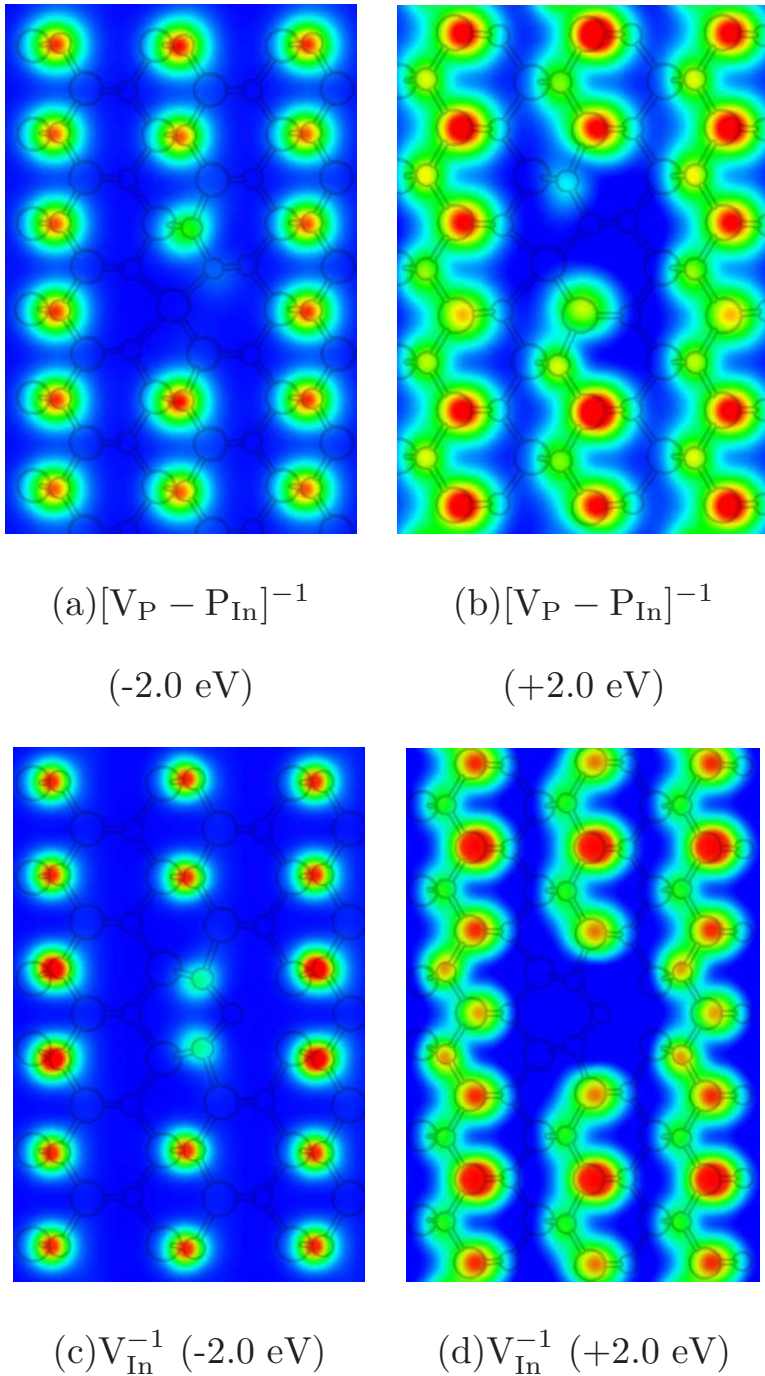 (a)[V_P − P_In]^−1
(b)[V_P − P_In]^−1
(-2.0 eV)
(+2.0 eV)
(c)V_In^−1 (-2.0 eV)
(d)V_In^−1 (+2.0 eV)